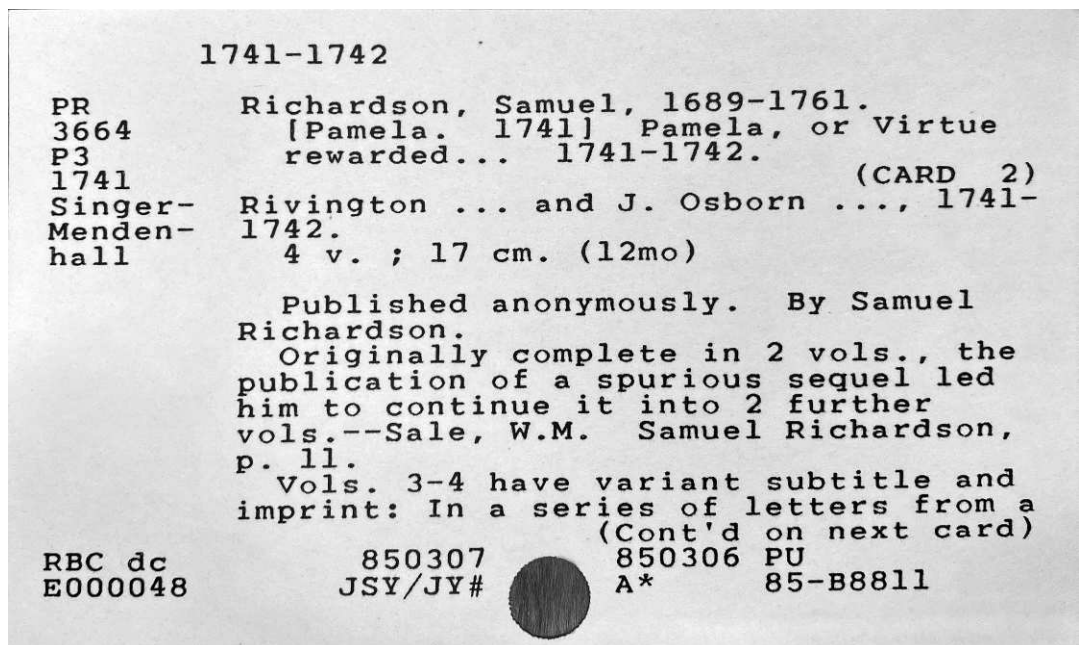 1741-1742
PR Richardson, Samuel, 1689-1761.
3664 [Pamela. 1741] Pamela, or Virtue
P3 rewarded... 1741-1742.
1741 (CARD 2)
Singer- Rivington ... and J. Osborn ...., 1741-
Menden- 1742.
hall 4 v. ; 17 cm. (12mo)
Published anonymously. By Samuel
Richardson.
Originally complete in 2 vols., the
publication of a spurious sequel led
him to continue it into 2 further
vols.--Sale, W.M. Samuel Richardson,
p. 11.
Vols. 3-4 have variant subtitle and
imprint: In a series of letters from a
(Cont'd on next card)
RBC dc 850307 850306 PU
E000048 JSY/JY# A* 85-B8811